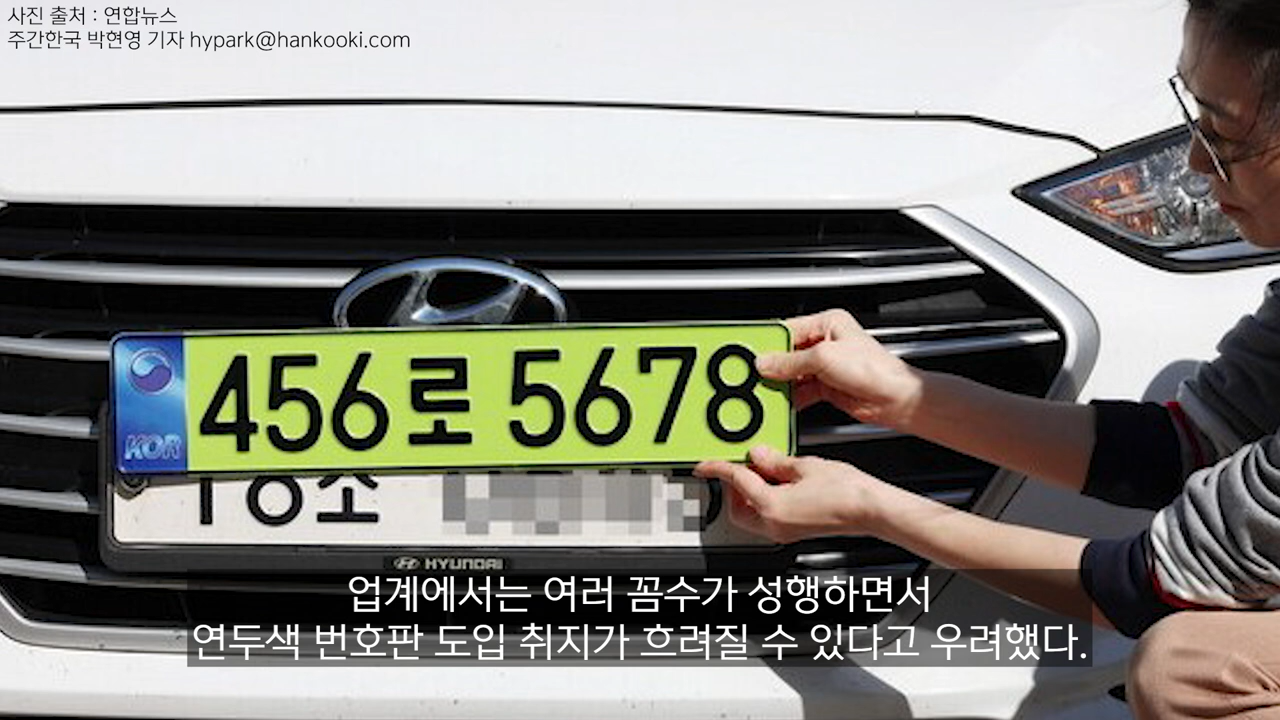 사진 출처 : 연합뉴스
주간한국 박현영 기자 hypark@hankooki.com
KOR 456로 5678
HYUNDAI
업계에서는 여러 꼼수가 성행하면서
연두색 번호판 도입 취지가 흐려질 수 있다고 우려했다.